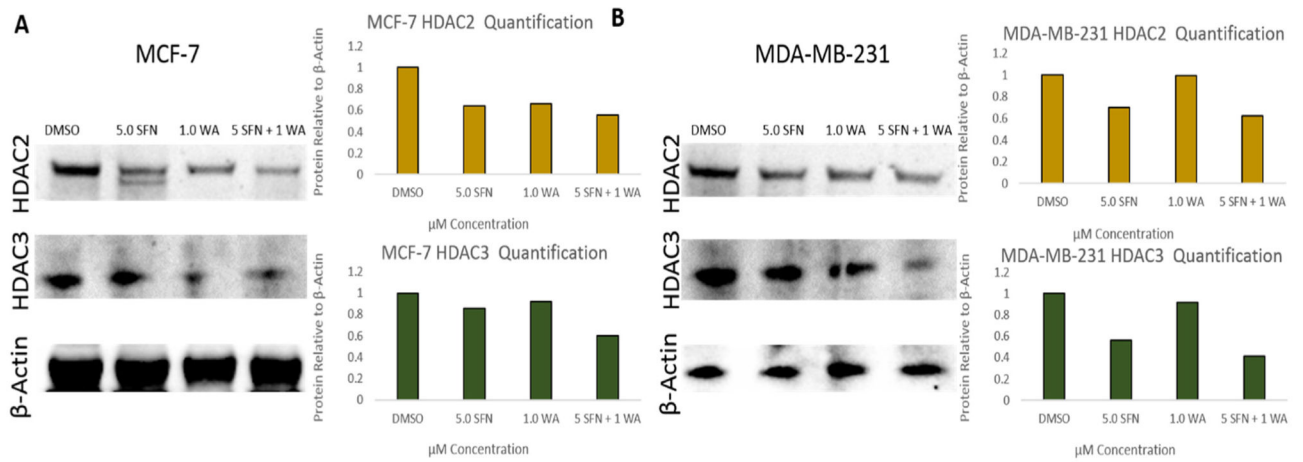 A
MCF-7
DMSO 5.0 SFN 1.0 WA 5 SFN + 1 WA
HDAC2
HDAC3
β-Actin
MCF-7 HDAC2 Quantification
Protein Relative to β-Actin
1.2
1
0.8
0.6
0.4
0.2
0
DMSO 5.0 SFN 1.0 WA 5 SFN + 1 WA
μM Concentration
MCF-7 HDAC3 Quantification
Protein Relative to β-Actin
1.2
1
0.8
0.6
0.4
0.2
0
DMSO 5.0 SFN 1.0 WA 5 SFN + 1 WA
μM Concentration
B
MDA-MB-231
DMSO 5.0 SFN 1.0 WA 5 SFN + 1 WA
HDAC2
HDAC3
β-Actin
MDA-MB-231 HDAC2 Quantification
Protein Relative to β-Actin
1.2
1
0.8
0.6
0.4
0.2
0
DMSO 5.0 SFN 1.0 WA 5 SFN + 1 WA
μM Concentration
MDA-MB-231 HDAC3 Quantification
Protein Relative to β-Actin
1.2
1
0.8
0.6
0.4
0.2
0
DMSO 5.0 SFN 1.0 WA 5 SFN + 1 WA
μM Concentration